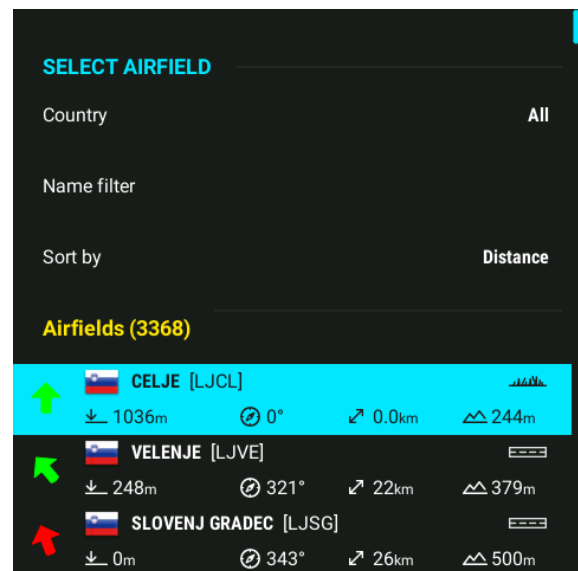 SELECT AIRFIELD
Country All
Name filter
Sort by Distance
Airfields (3368)
CELJE [LJCL]
1036m 0° 0.0km 244m
VELENJE [LJVE]
248m 321° 22km 379m
SLOVENJ GRADEC [LJSG]
0m 343° 26km 500m